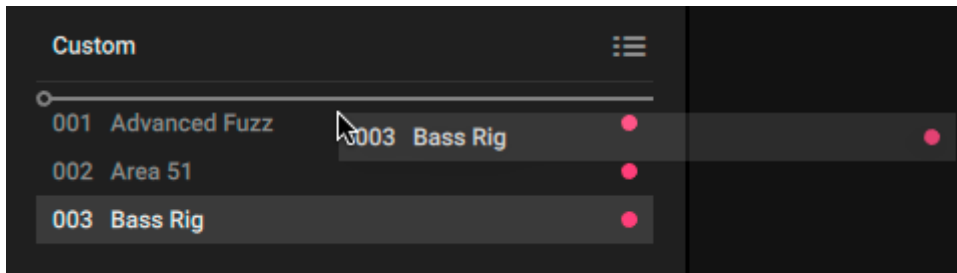 Custom
001 Advanced Fuzz
003 Bass Rig
002 Area 51
003 Bass Rig